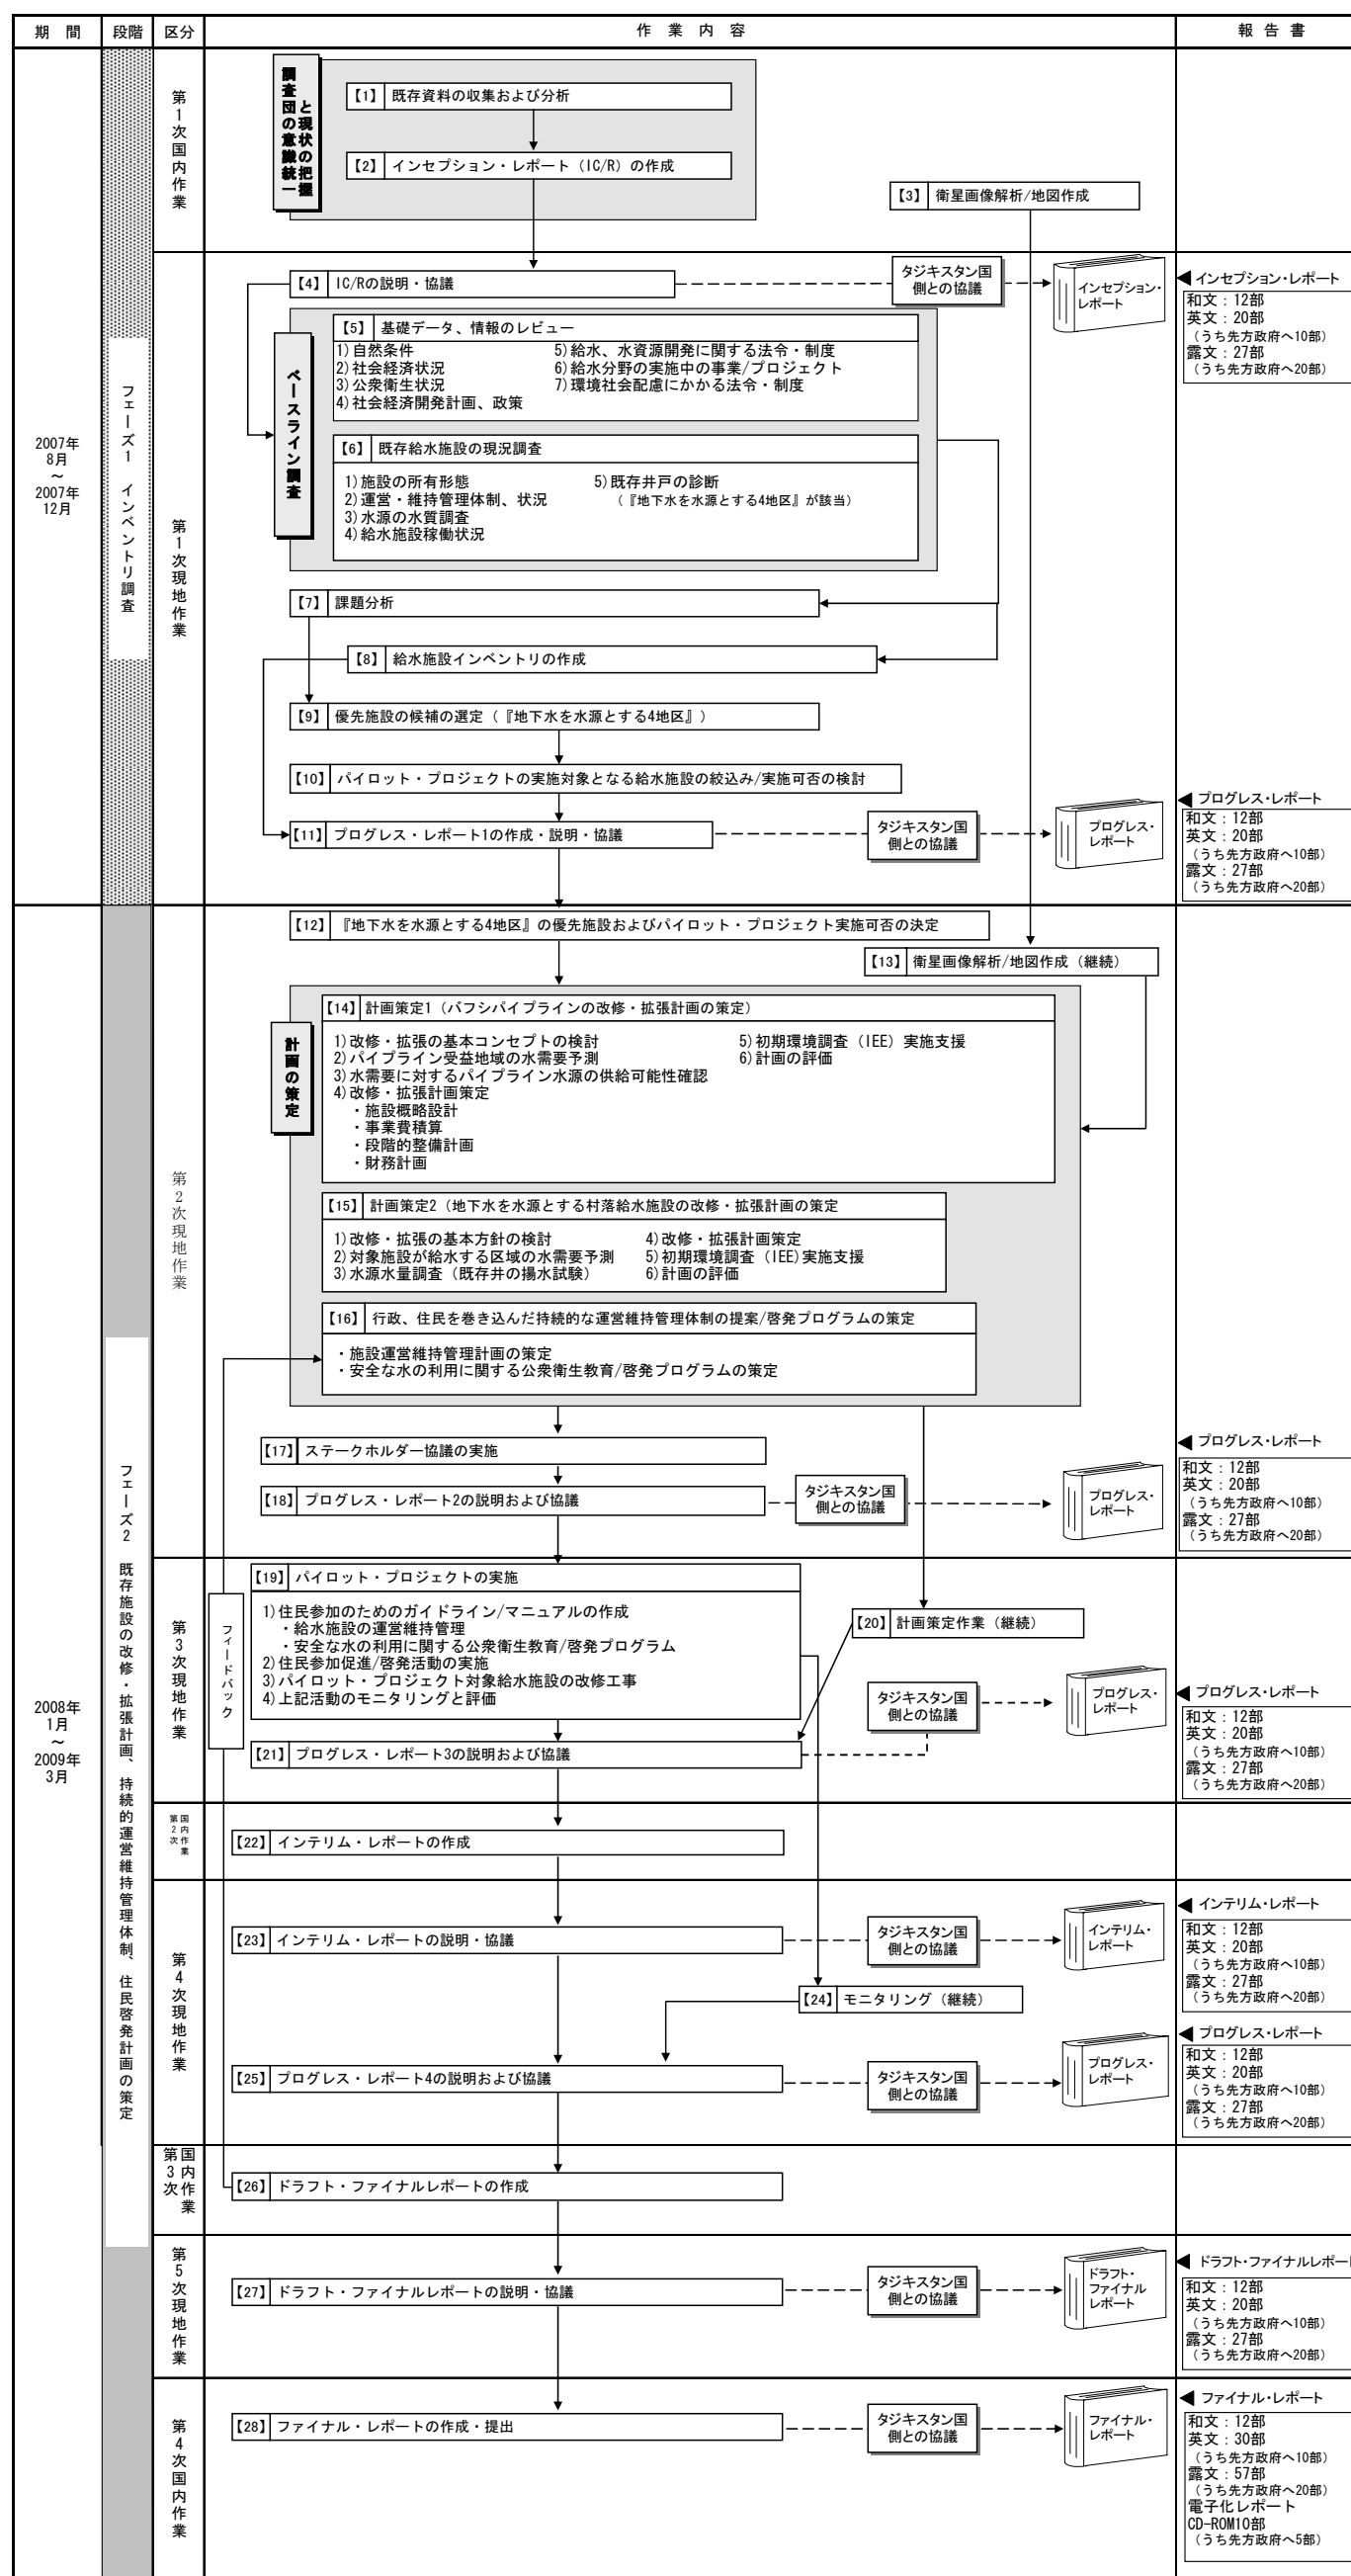 期 間
段階
区分
作 業 内 容
報 告 書
2007年
8月
～
2007年
12月
フェーズ1 インベントリ調査
第1次国内作業
調査団の意識統一
と現状の把握
【1】 既存資料の収集および分析
【2】 インセプション・レポート（IC/R）の作成
【3】 衛星画像解析/地図作成
第1次現地作業
【4】 IC/Rの説明・協議
タジキスタン国
側との協議
インセプション・
レポート
◀ インセプション・レポート
和文：12部
英文：20部
（うち先方政府へ10部）
露文：27部
（うち先方政府へ20部）
ベースライン調査
【5】 基礎データ、情報のレビュー
1)自然条件
2)社会経済状況
3)公衆衛生状況
4)社会経済開発計画、政策
5)給水、水資源開発に関する法令・制度
6)給水分野の実施中の事業/プロジェクト
7)環境社会配慮にかかる法令・制度
【6】 既存給水施設の現況調査
1)施設の所有形態
2)運営・維持管理体制、状況
3)水源の水質調査
4)給水施設稼働状況
5)既存井戸の診断
（『地下水を水源とする4地区』が該当）
【7】 課題分析
【8】 給水施設インベントリの作成
【9】 優先施設の候補の選定（『地下水を水源とする4地区』）
【10】 パイロット・プロジェクトの実施対象となる給水施設の絞込み/実施可否の検討
【11】 プログレス・レポート1の作成・説明・協議
タジキスタン国
側との協議
プログレス・
レポート
◀ プログレス・レポート
和文：12部
英文：20部
（うち先方政府へ10部）
露文：27部
（うち先方政府へ20部）
2008年
1月
～
2009年
3月
フェーズ2 既存施設の改修・拡張計画、持続的運営維持管理体制、住民啓発計画の策定
第2次現地作業
【12】 『地下水を水源とする4地区』の優先施設およびパイロット・プロジェクト実施可否の決定
【13】 衛星画像解析/地図作成（継続）
計画の策定
【14】 計画策定1（バフシパイプラインの改修・拡張計画の策定）
1)改修・拡張の基本コンセプトの検討
2)パイプライン受益地域の水需要予測
3)水需要に対するパイプライン水源の供給可能性確認
4)改修・拡張計画策定
・施設概略設計
・事業費積算
・段階的整備計画
・財務計画
5)初期環境調査（IEE）実施支援
6)計画の評価
【15】 計画策定2（地下水を水源とする村落給水施設の改修・拡張計画の策定
1)改修・拡張の基本方針の検討
2)対象施設が給水する区域の水需要予測
3)水源水量調査（既存井の揚水試験）
4)改修・拡張計画策定
5)初期環境調査（IEE)実施支援
6)計画の評価
【16】 行政、住民を巻き込んだ持続的な運営維持管理体制の提案/啓発プログラムの策定
・施設運営維持管理計画の策定
・安全な水の利用に関する公衆衛生教育/啓発プログラムの策定
【17】 ステークホルダー協議の実施
【18】 プログレス・レポート2の説明および協議
タジキスタン国
側との協議
プログレス・
レポート
◀ プログレス・レポート
和文：12部
英文：20部
（うち先方政府へ10部）
露文：27部
（うち先方政府へ20部）
第3次現地作業
フィードバック
【19】 パイロット・プロジェクトの実施
1)住民参加のためのガイドライン/マニュアルの作成
・給水施設の運営維持管理
・安全な水の利用に関する公衆衛生教育/啓発プログラム
2)住民参加促進/啓発活動の実施
3)パイロット・プロジェクト対象給水施設の改修工事
4)上記活動のモニタリングと評価
【20】 計画策定作業（継続）
【21】 プログレス・レポート3の説明および協議
タジキスタン国
側との協議
プログレス・
レポート
◀ プログレス・レポート
和文：12部
英文：20部
（うち先方政府へ10部）
露文：27部
（うち先方政府へ20部）
第2次
国内作業
【22】 インテリム・レポートの作成
第4次現地作業
【23】 インテリム・レポートの説明・協議
タジキスタン国
側との協議
インテリム・
レポート
◀ インテリム・レポート
和文：12部
英文：20部
（うち先方政府へ10部）
露文：27部
（うち先方政府へ20部）
【24】 モニタリング（継続）
【25】 プログレス・レポート4の説明および協議
タジキスタン国
側との協議
プログレス・
レポート
◀ プログレス・レポート
和文：12部
英文：20部
（うち先方政府へ10部）
露文：27部
（うち先方政府へ20部）
第3次
国内作業
【26】 ドラフト・ファイナルレポートの作成
第5次現地作業
【27】 ドラフト・ファイナルレポートの説明・協議
タジキスタン国
側との協議
ドラフト・
ファイナル
レポート
◀ ドラフト・ファイナルレポー
和文：12部
英文：20部
（うち先方政府へ10部）
露文：27部
（うち先方政府へ20部）
第4次国内作業
【28】 ファイナル・レポートの作成・提出
タジキスタン国
側との協議
ファイナル・
レポート
◀ ファイナル・レポート
和文：12部
英文：30部
（うち先方政府へ10部）
露文：57部
（うち先方政府へ20部）
電子化レポート
CD-ROM10部
（うち先方政府へ5部）